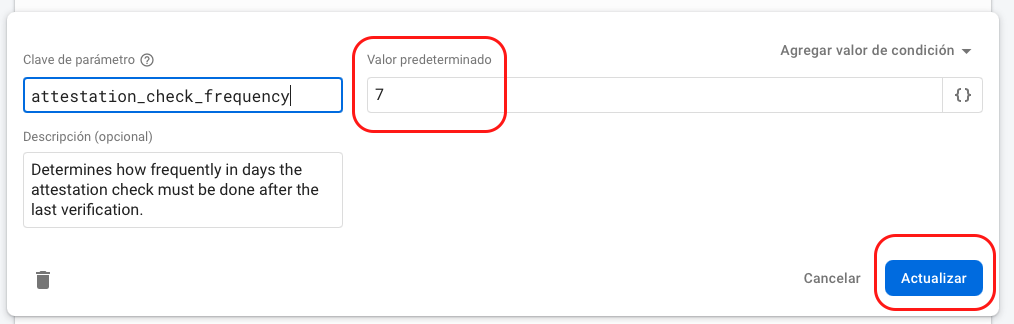 Agregar valor de condición
Clave de parámetro
Valor predeterminado
attestation_check_frequency
7
{}
Descripción (opcional)
Determines how frequently in days the
attestation check must be done after the
last verification.
Cancelar
Actualizar